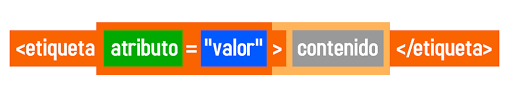 <etiqueta atributo = "valor" > contenido </etiqueta>